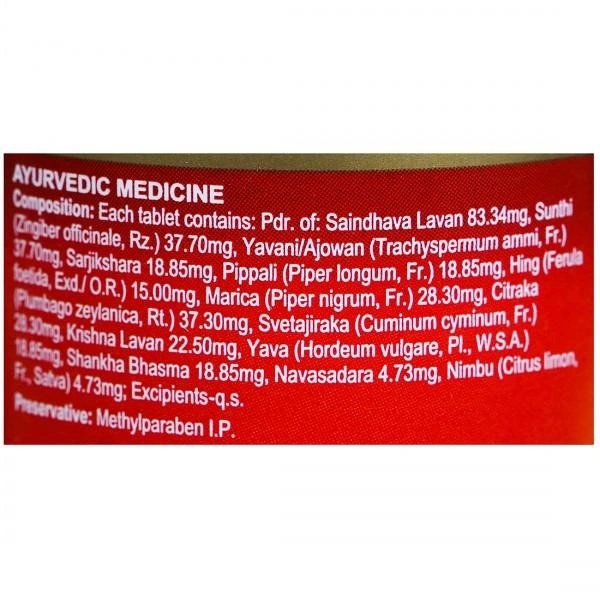 AYURVEDIC MEDICINE
Composition: Each tablet contains: Pdr. of: Saindhava Lavan 83.34mg, Sunthi
(Zingiber officinale, Rz.) 37.70mg, Yavani/Ajowan (Trachyspermum ammi, Fr.)
37.70mg, Sarjikshara 18.85mg, Pippali (Piper longum, Fr.) 18.85mg, Hing (Ferula
foetida, Exd / O.R.) 15.00mg, Marica (Piper nigrum, Fr.) 28.30mg, Citraka
(Plumbago zeylanica, Rt.) 37.30mg, Svetajiraka (Cuminum cyminum, Fr.)
28.30mg, Krishna Lavan 22.50mg, Yava (Hordeum vulgare, Pl., W.S.A.)
18.85mg, Shankha Bhasma 18.85mg, Navasadara 4.73mg, Nimbu (Citrus limon,
Fr., Satva) 4.73mg; Excipients-q.s.
Preservative: Methylparaben I.P.